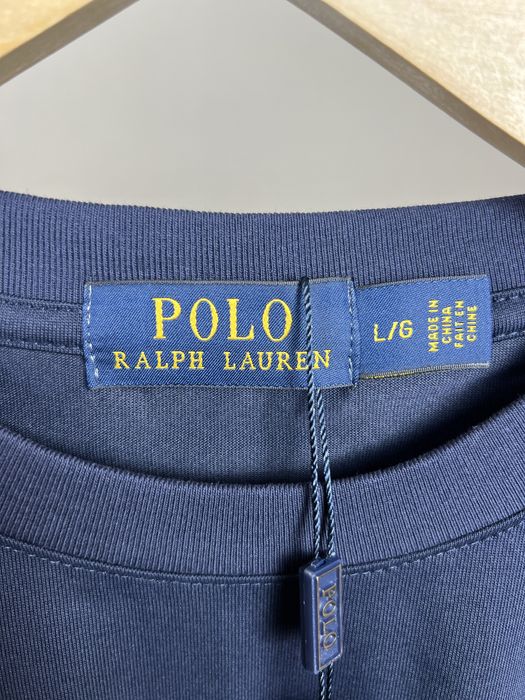 POLO
RALPH LAUREN
L/G
MADE IN
CHINA
FAIT EN
CHINE
POLO